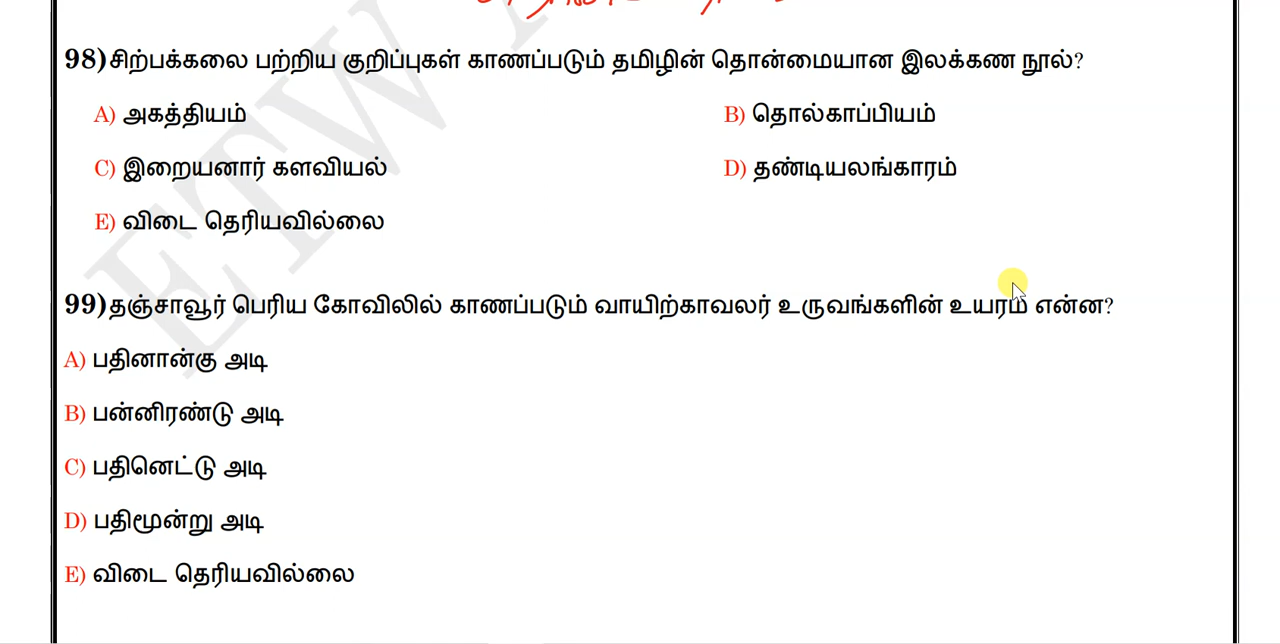 98)சிற்பக்கலை பற்றிய குறிப்புகள் காணப்படும் தமிழின் தொன்மையான இலக்கண நூல்?
A) அகத்தியம் B) தொல்காப்பியம்
C) இறையனார் களவியல் D) தண்டியலங்காரம்
E) விடை தெரியவில்லை
99)தஞ்சாவூர் பெரிய கோவிலில் காணப்படும் வாயிற்காவலர் உருவங்களின் உயரம் என்ன?
A) பதினான்கு அடி
B) பன்னிரண்டு அடி
C) பதினெட்டு அடி
D) பதிமூன்று அடி
E) விடை தெரியவில்லை